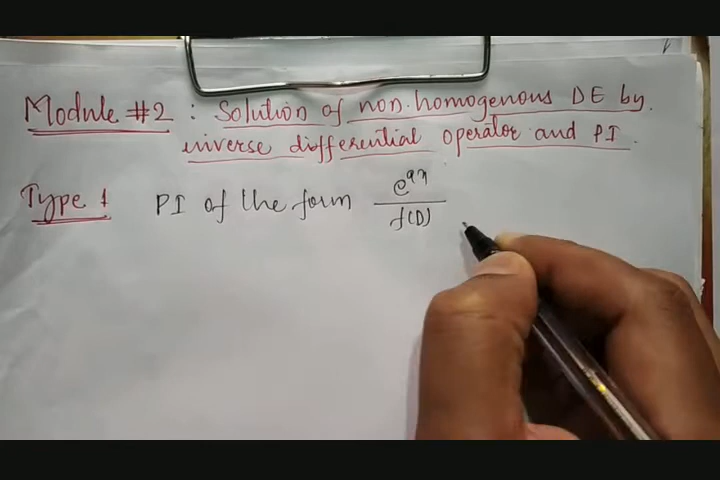 Module #2 : Solution of non-homogenous DE by
inverse differential operator and PI.
Type 1 PI of the form e^{ax}/f(D)